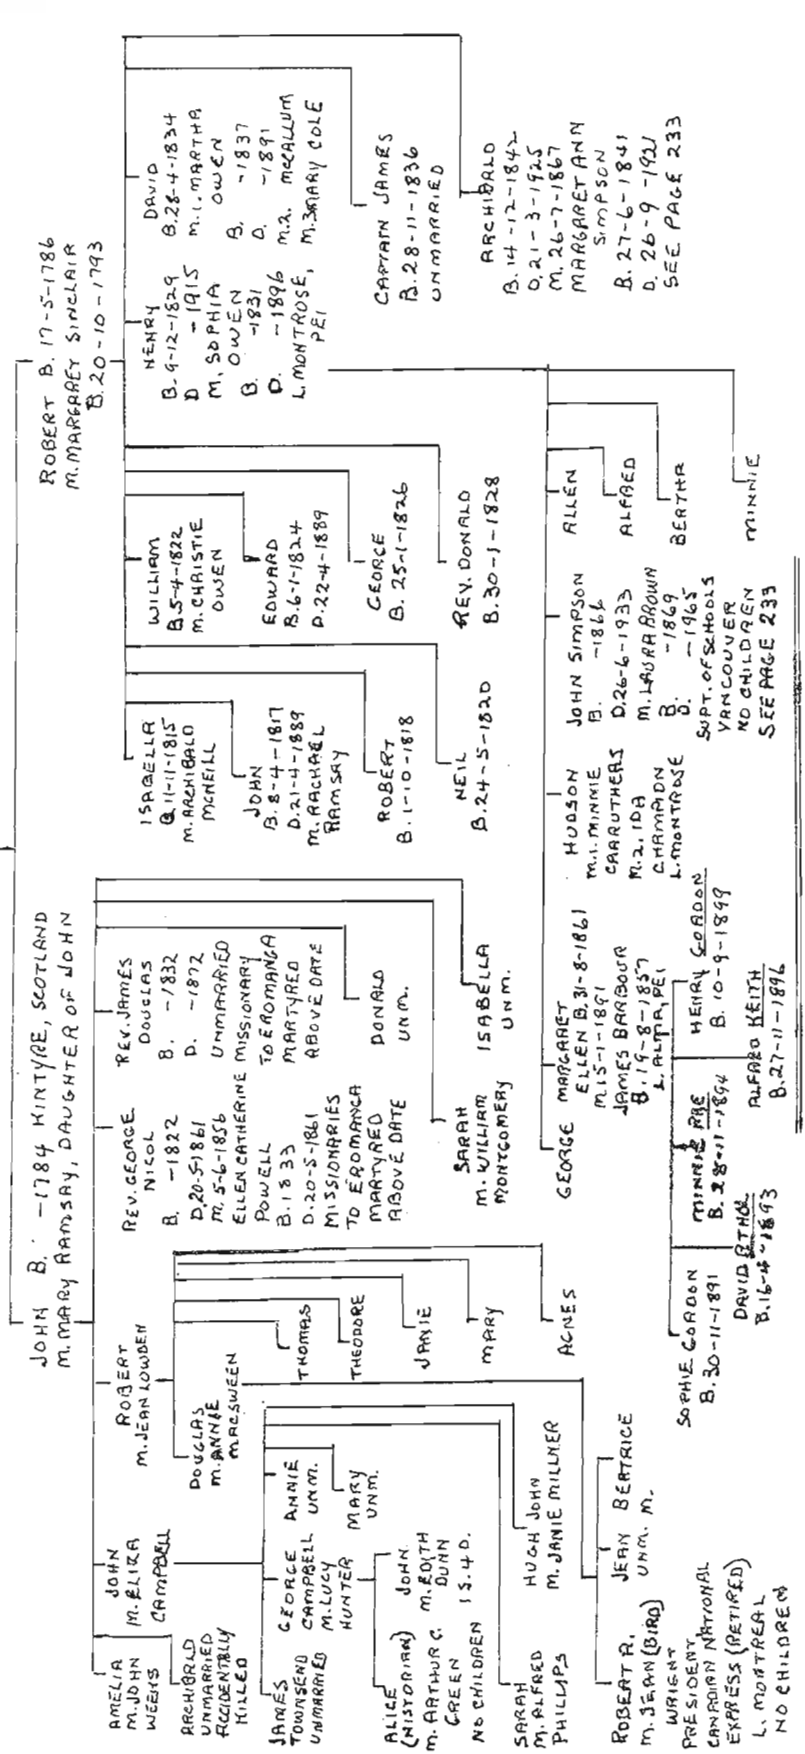 JOHN B. -1784 KINTYRE, SCOTLAND
M. MARY RAMSAY, DAUGHTER OF JOHN
ROBERT B. 17-5-1786
M. MARGARET SINCLAIR
B. 20-10-1793
AMELIA
M. JOHN
WEEKS
ARCHIBALD
UNMARRIED
ACCIDENTALLY
KILLED
JOHN
M. ELIZA
CAMPBELL
ROBERT
M. JEAN LOWDEN
REV. GEORGE
NICOL
B. -1822
D. 20-5-1861
M. 5-6-1856
ELLEN CATHERINE
POWELL
B. 1833
D. 20-5-1861
MISSIONARIES
TO EROMANGA
MARTYRED
ABOVE DATE
REV. JAMES
DOUGLAS
B. -1832
D. -1872
UNMARRIED
MISSIONARY
TO EROMANGA
MARTYRED
ABOVE DATE
SARAH
M. WILLIAM
MONTGOMERY
DONALD
UNM.
ISABELLA
UNM.
JAMES
TOWNSEND
UNMARRIED
GEORGE
CAMPBELL
M. LUCY
HUNTER
ANNIE
UNM.
MARY
UNM.
SARAH
M. ALFRED
PHILLIPS
HUGH JOHN
M. JANIE MILLNER
ALICE
(HISTORIAN)
M. ARTHUR C.
GREEN
NO CHILDREN
JOHN
M. EDITH
DUNN
1S. 4D.
DOUGLAS
M. ANNIE
MACSWEEN
THOMAS
THEODORE
JANIE
MARY
AGNES
ROBERT A.
M. JEAN (BIRD)
WRIGHT
PRESIDENT
CANADIAN NATIONAL
EXPRESS (RETIRED)
L. MONTREAL
NO CHILDREN
JEAN
UNM.
BEATRICE
M.
ISABELLA
B 11-11-1815
M. ARCHIBALD
MCNEILL
JOHN
B. 8-4-1817
D. 21-4-1889
M. RACHAEL
RAMSAY
ROBERT
B. 1-10-1818
NEIL
B. 24-5-1820
WILLIAM
B. 5-4-1822
M. CHRISTIE
OWEN
EDWARD
B. 6-1-1824
D. 22-4-1889
GEORGE
B. 25-1-1826
REV. DONALD
B. 30-1-1828
HENRY
B. 9-12-1829
D - 1915
M. SOPHIA
OWEN
B. -1831
D. -1896
L. MONTROSE,
PEI
DAVID
B. 28-4-1834
M. 1. MARTHA
OWEN
B. -1837
D. -1891
M. 2. MCCALLUM
M. 3 MARY COLE
CAPTAIN JAMES
B. 28-11-1836
UNMARRIED
ARCHIBALD
B. 14-12-1842
D. 21-3-1925
M. 26-7-1867
MARGARET ANN
SIMPSON
B. 27-6-1841
D. 26-9-1921
SEE PAGE 233
GEORGE
MARGARET
ELLEN B. 31-8-1861
M. 15-1-1891
JAMES BARBOUR
B. 19-8-1857
L. ALMA, PEI
HUDSON
M. 1. MINNIE
CARRUTHERS
M. 2. IDA
CHAMPION
L. MONTROSE
JOHN SIMPSON
B. -1866
D. 26-6-1933
M. LAURA BROWN
B -1869
D. -1965
SUPT. OF SCHOOLS
VANCOUVER
NO CHILDREN
SEE PAGE 233
ALLEN
ALFRED
BERTHA
MINNIE
SOPHIE GORDON
B. 30-11-1891
DAVID ATHOL
B. 16-4-1893
MINNIE RAE
B. 28-11-1894
ALFARD KEITH
B. 27-11-1896
HENRY GORDON
B. 10-9-1899